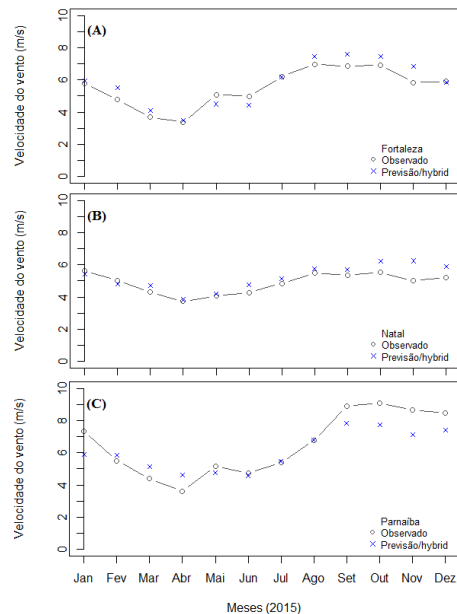 (A)
Velocidade do vento (m/s)
10
8
6
4
2
0
Fortaleza
Observado
Previsão/hybrid
(B)
Velocidade do vento (m/s)
10
8
6
4
2
0
Natal
Observado
Previsão/hybrid
(C)
Velocidade do vento (m/s)
10
8
6
4
2
0
Parnaíba
Observado
Previsão/hybrid
Jan Fev Mar Abr Mai Jun Jul Ago Set Out Nov Dez
Meses (2015)